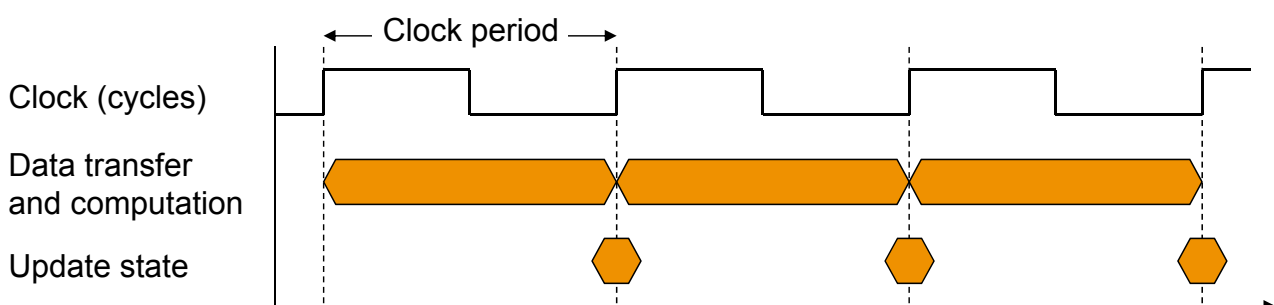 Clock period
Clock (cycles)
Data transfer
and computation
Update state